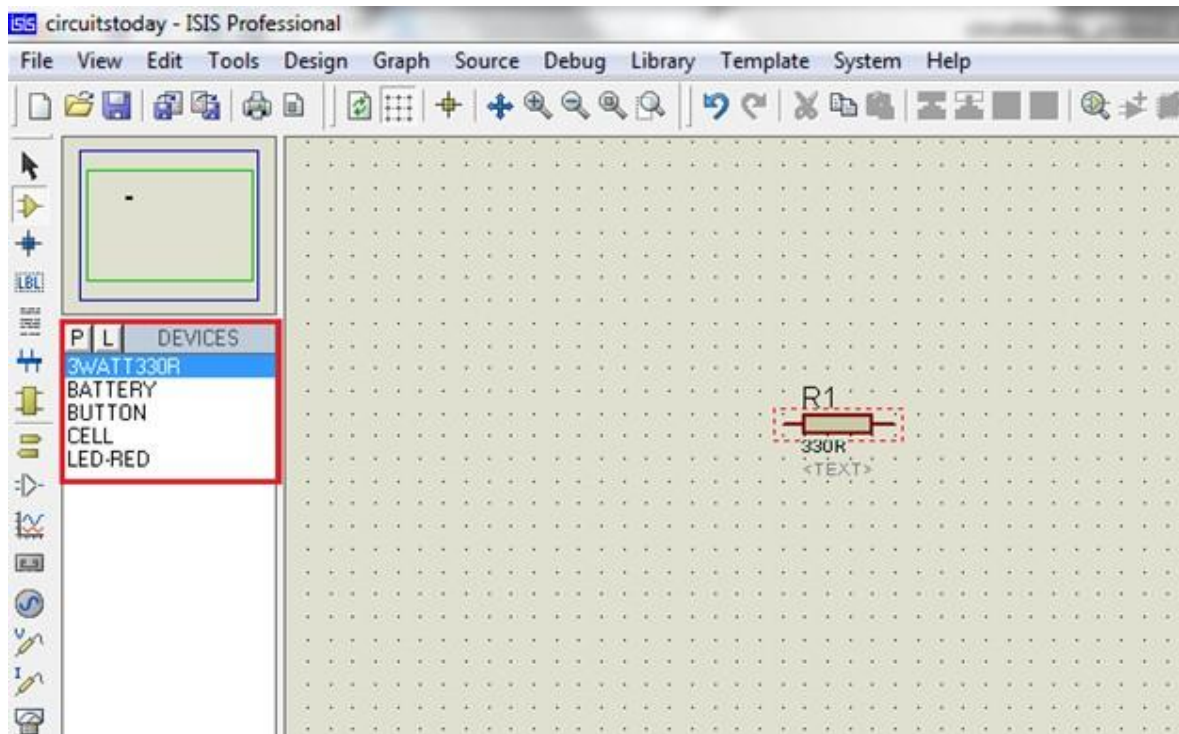 ISIS circuitstoday - ISIS Professional
File View Edit Tools Design Graph Source Debug Library Template System Help
LBL
P L DEVICES
3WATT330R
BATTERY
BUTTON
CELL
LED-RED
R1
330R
<TEXT>
V
I